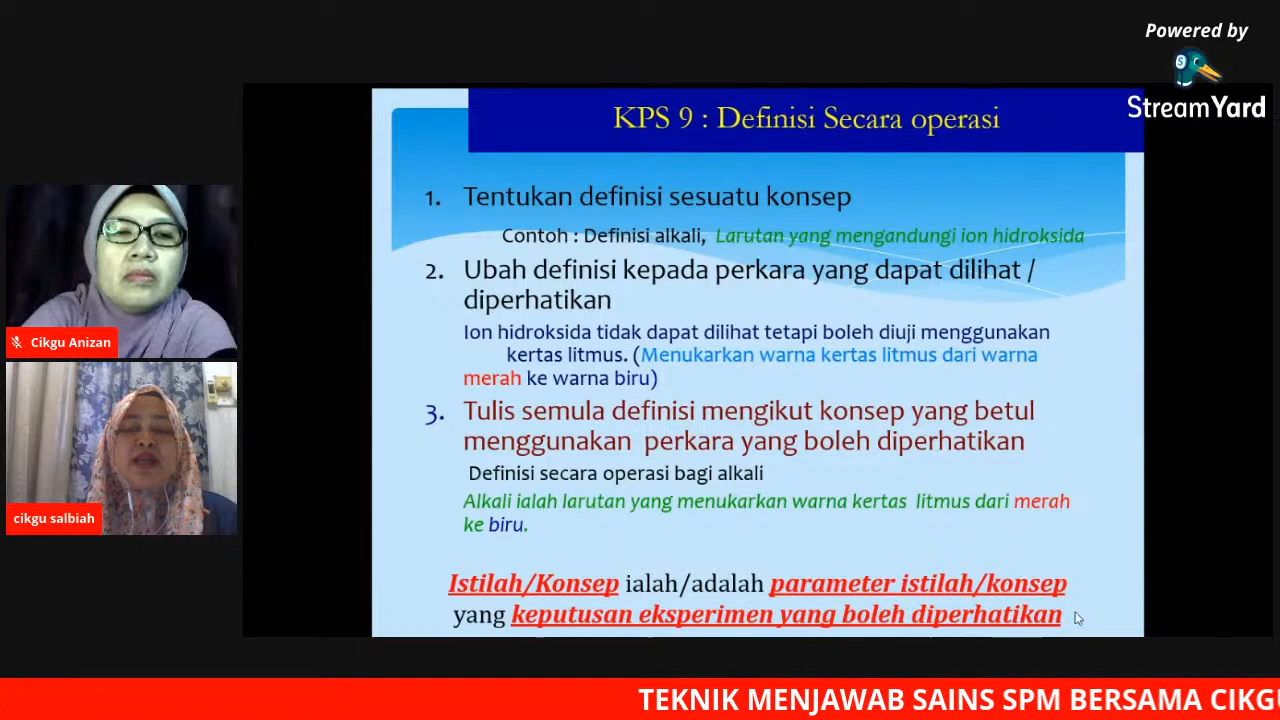 Powered by
StreamYard
KPS 9 : Definisi Secara operasi
1. Tentukan definisi sesuatu konsep
Contoh : Definisi alkali, Larutan yang mengandungi ion hidroksida
2. Ubah definisi kepada perkara yang dapat dilihat /
diperhatikan
Ion hidroksida tidak dapat dilihat tetapi boleh diuji menggunakan
kertas litmus. (Menukarkan warna kertas litmus dari warna
merah ke warna biru)
3. Tulis semula definisi mengikut konsep yang betul
menggunakan perkara yang boleh diperhatikan
Definisi secara operasi bagi alkali
Alkali ialah larutan yang menukarkan warna kertas litmus dari merah
ke biru.
Istilah/Konsep ialah/adalah parameter istilah/konsep
yang keputusan eksperimen yang boleh diperhatikan
Cikgu Anizan
cikgu salbiah
TEKNIK MENJAWAB SAINS SPM BERSAMA CIKGU